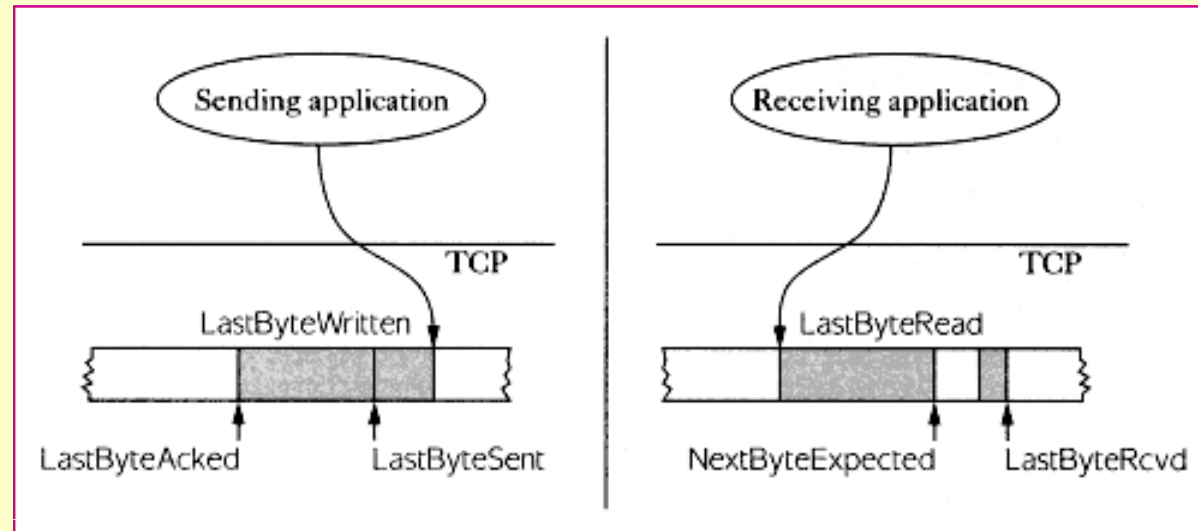 Sending application
TCP
LastByteWritten
LastByteAcked
LastByteSent
Receiving application
TCP
LastByteRead
NextByteExpected
LastByteRcvd